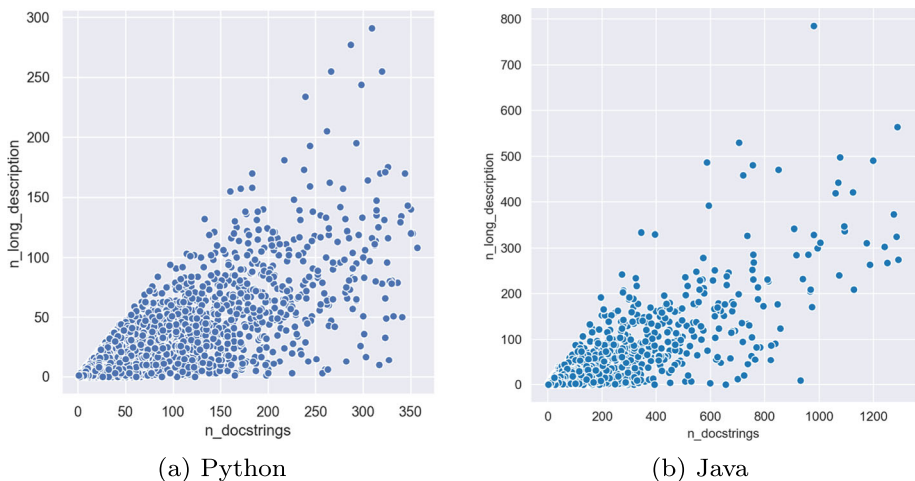 300
250
200
150
100
50
0
n_long_description
0 50 100 150 200 250 300 350
n_docstrings
(a) Python
800
700
600
500
400
300
200
100
0
n_long_description
0 200 400 600 800 1000 1200
n_docstrings
(b) Java